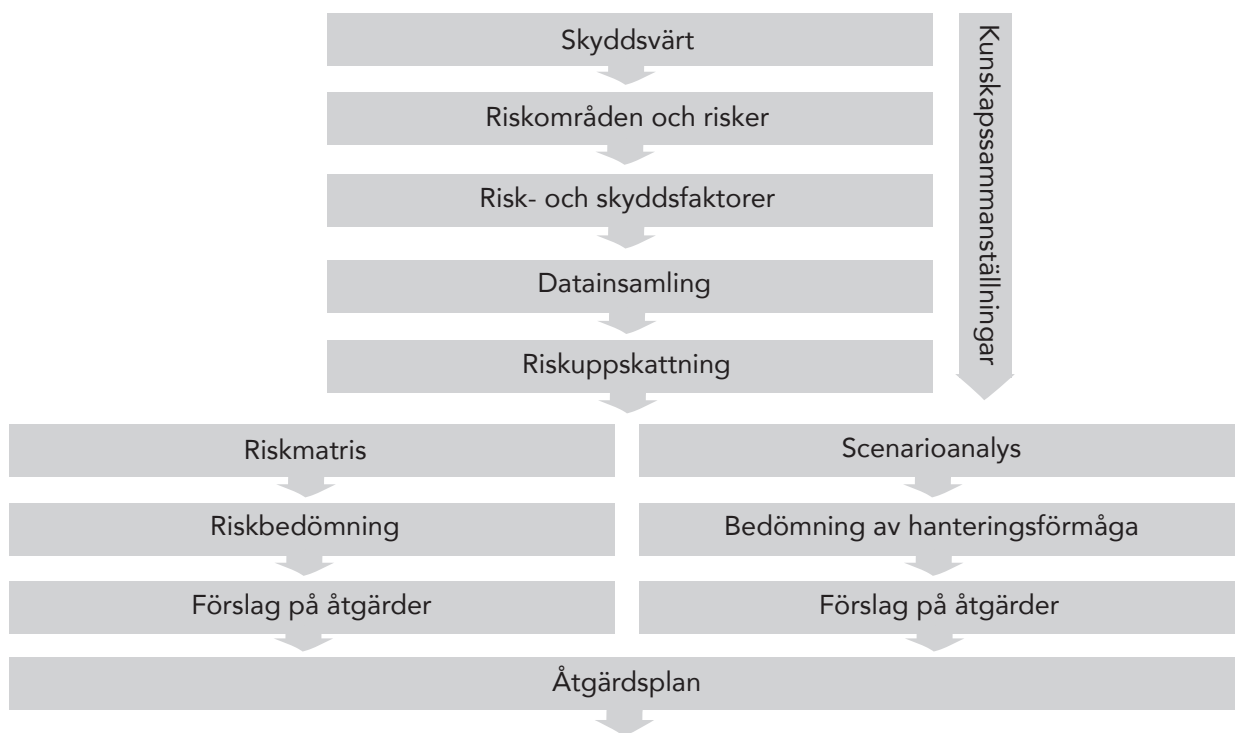 Skyddsvärt
Riskområden och risker
Risk- och skyddsfaktorer
Datainsamling
Riskuppskattning
Kunskapssammanställningar
Riskmatris
Scenarioanalys
Riskbedömning
Bedömning av hanteringsförmåga
Förslag på åtgärder
Förslag på åtgärder
Åtgärdsplan